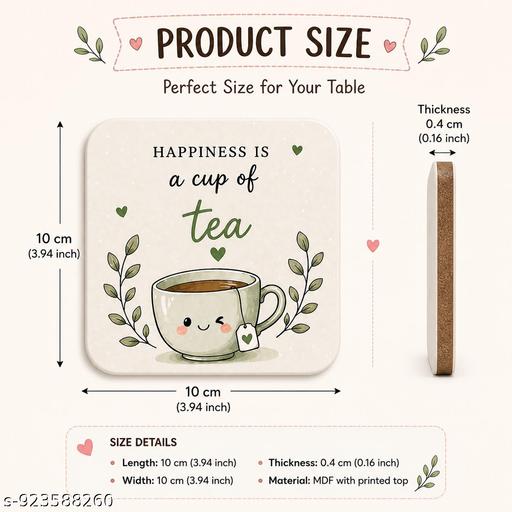 PRODUCT SIZE
Perfect Size for Your Table
Thickness
0.4 cm
(0.16 inch)
HAPPINESS IS
a cup of
tea
10 cm
(3.94 inch)
10 cm
(3.94 inch)
SIZE DETAILS
• Length: 10 cm (3.94 inch)
• Thickness: 0.4 cm (0.16 inch)
• Width: 10 cm (3.94 inch)
• Material: MDF with printed top
s-923588260